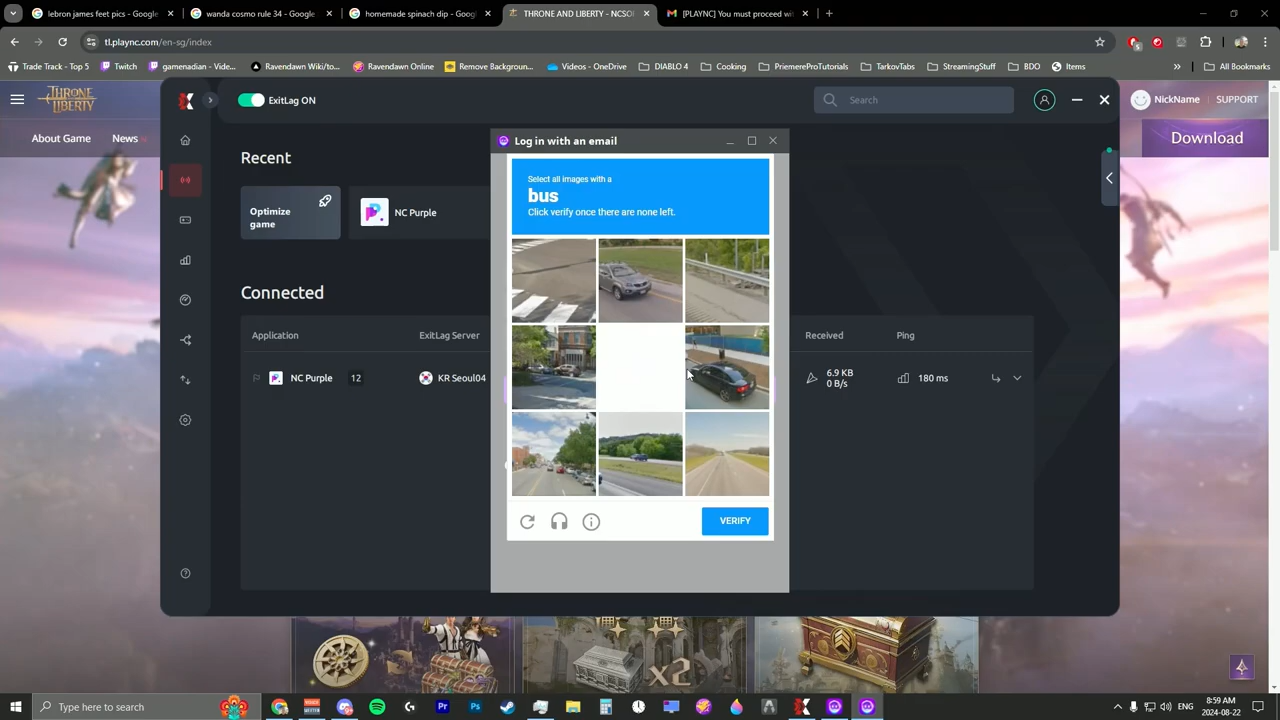 lebron james feet pics - Google
wanda cosmo rule 34 - Google
homemade spinach dip - Goog
THRONE AND LIBERTY - NCSO
[PLAYNC] You must proceed wit
tl.plaync.com/en-sg/index
Trade Track - Top 5
Twitch
gamenadian - Vide...
Ravendawn Wiki/to...
Ravendawn Online
Remove Backgroun...
Videos - OneDrive
DIABLO 4
Cooking
PriemereProTutorials
TarkovTabs
StreamingStuff
BDO
Items
All Bookmarks
THRONE LIBERTY
ExitLag ON
Search
NickName
SUPPORT
About Game
News
Download
Log in with an email
Recent
Optimize game
NC Purple
Select all images with a
bus
Click verify once there are none left.
Connected
Application
ExitLag Server
Received
Ping
NC Purple
12
KR Seoul04
6.9 KB
0 B/s
180 ms
VERIFY
x2
Type here to search
ENG
8:59 AM
2024-08-22